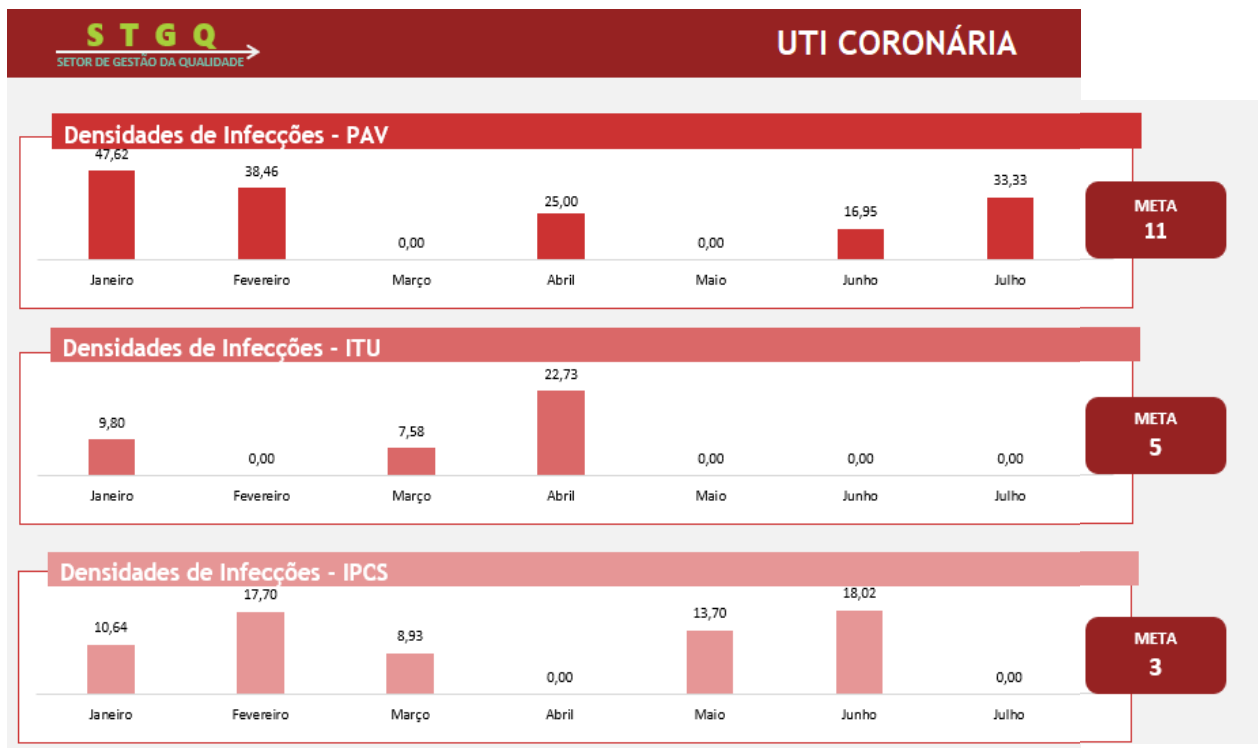 S T G Q
SETOR DE GESTÃO DA QUALIDADE
UTI CORONÁRIA
Densidades de Infecções - PAV
47,62
38,46
0,00
25,00
0,00
16,95
33,33
Janeiro
Fevereiro
Março
Abril
Maio
Junho
Julho
META
11
Densidades de Infecções - ITU
9,80
0,00
7,58
22,73
0,00
0,00
0,00
Janeiro
Fevereiro
Março
Abril
Maio
Junho
Julho
META
5
Densidades de Infecções - IPCS
10,64
17,70
8,93
0,00
13,70
18,02
0,00
Janeiro
Fevereiro
Março
Abril
Maio
Junho
Julho
META
3